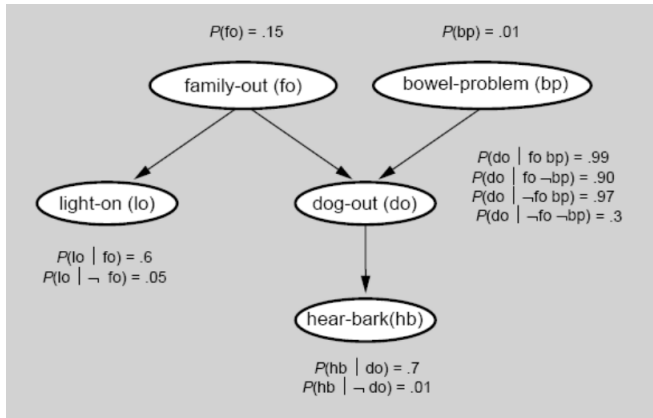 P(fo) = .15
P(bp) = .01
family-out (fo)
bowel-problem (bp)
P(do | fo bp) = .99
P(do | fo ¬bp) = .90
P(do | ¬fo bp) = .97
P(do | ¬fo ¬bp) = .3
light-on (lo)
dog-out (do)
P(lo | fo) = .6
P(lo | ¬ fo) = .05
hear-bark(hb)
P(hb | do) = .7
P(hb | ¬ do) = .01